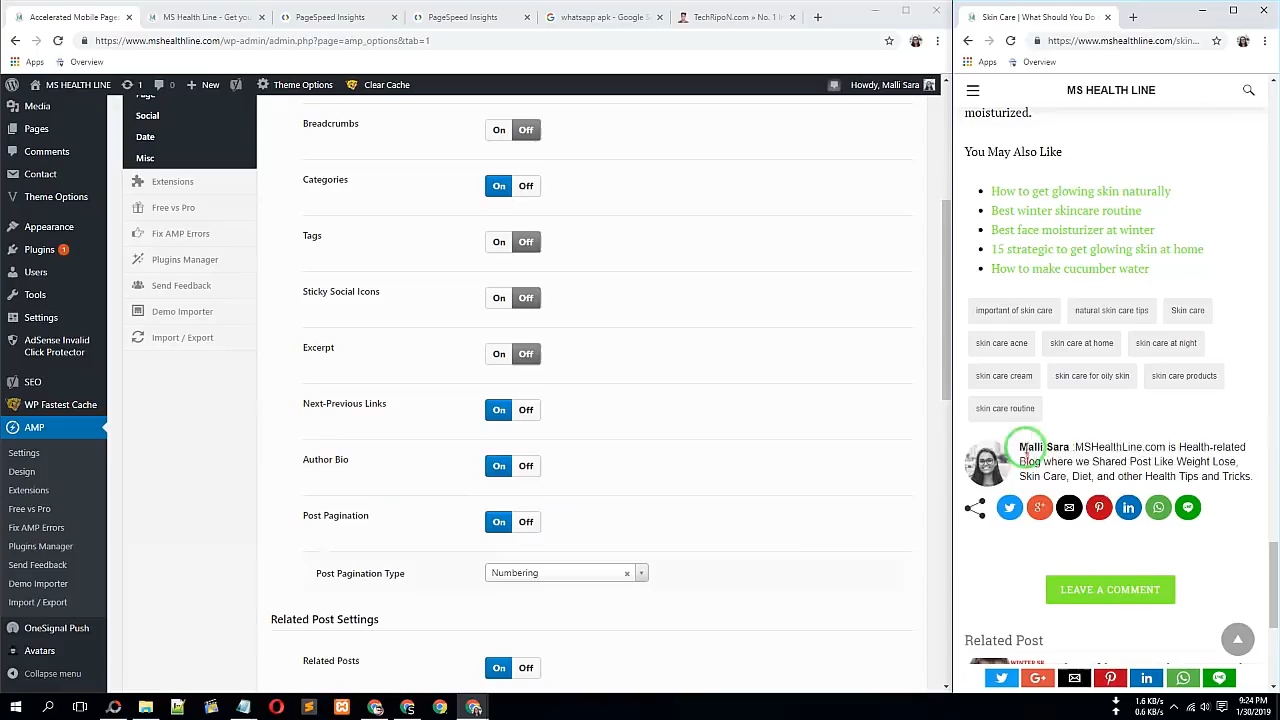 Accelerated Mobile Pages
MS Health Line - Get you
PageSpeed Insights
PageSpeed Insights
whatsapp apk - Google S
TechRipoN.com » No. 1 In
https://www.mshealthline.com/wp-admin/admin.php?page=amp_options&tab=1
Apps
Overview
MS HEALTH LINE
1
0
New
Theme Options
Clear Cache
Howdy, Malli Sara
Media
Pages
Comments
Contact
Theme Options
Appearance
Plugins 1
Users
Tools
Settings
AdSense Invalid
Click Protector
SEO
WP Fastest Cache
AMP
Settings
Design
Extensions
Free vs Pro
Fix AMP Errors
Plugins Manager
Send Feedback
Demo Importer
Import / Export
OneSignal Push
Avatars
Collapse menu
Page
Social
Date
Misc
Extensions
Free vs Pro
Fix AMP Errors
Plugins Manager
Send Feedback
Demo Importer
Import / Export
Breadcrumbs On Off
Categories On Off
Tags On Off
Sticky Social Icons On Off
Excerpt On Off
Next-Previous Links On Off
Author Bio On Off
Post Pagination On Off
Post Pagination Type Numbering
Related Post Settings
Related Posts On Off
Skin Care | What Should You Do
https://www.mshealthline.com/skin...
Apps
Overview
MS HEALTH LINE
moisturized.
You May Also Like
How to get glowing skin naturally
Best winter skincare routine
Best face moisturizer at winter
15 strategic to get glowing skin at home
How to make cucumber water
important of skin care natural skin care tips Skin care
skin care acne skin care at home skin care at night
skin care cream skin care for oily skin skin care products
skin care routine
Malli Sara :MSHealthLine.com is Health-related
Blog where we Shared Post Like Weight Lose,
Skin Care, Diet, and other Health Tips and Tricks.
LEAVE A COMMENT
Related Post
1.6 KB/s
0.6 KB/s
9:24 PM
1/30/2019